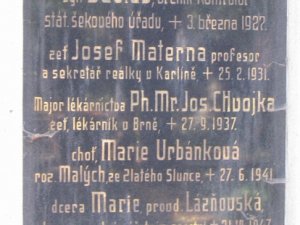 stát. šekového úřadu, + 3. března 1927.
zeť Josef Materna profesor
a sekretář reálky v Karlíně, + 25. 2. 1931.
Major lékárnictva Ph. Mr. Jos. Chvojka
zeť, lékárník v Brně, + 27. 9. 1937.
choť, Marie Urbánková
roz. Malých, ze Zlatého Slunce + 27. 6. 1941
dcera Marie, provd. Lažňovská,